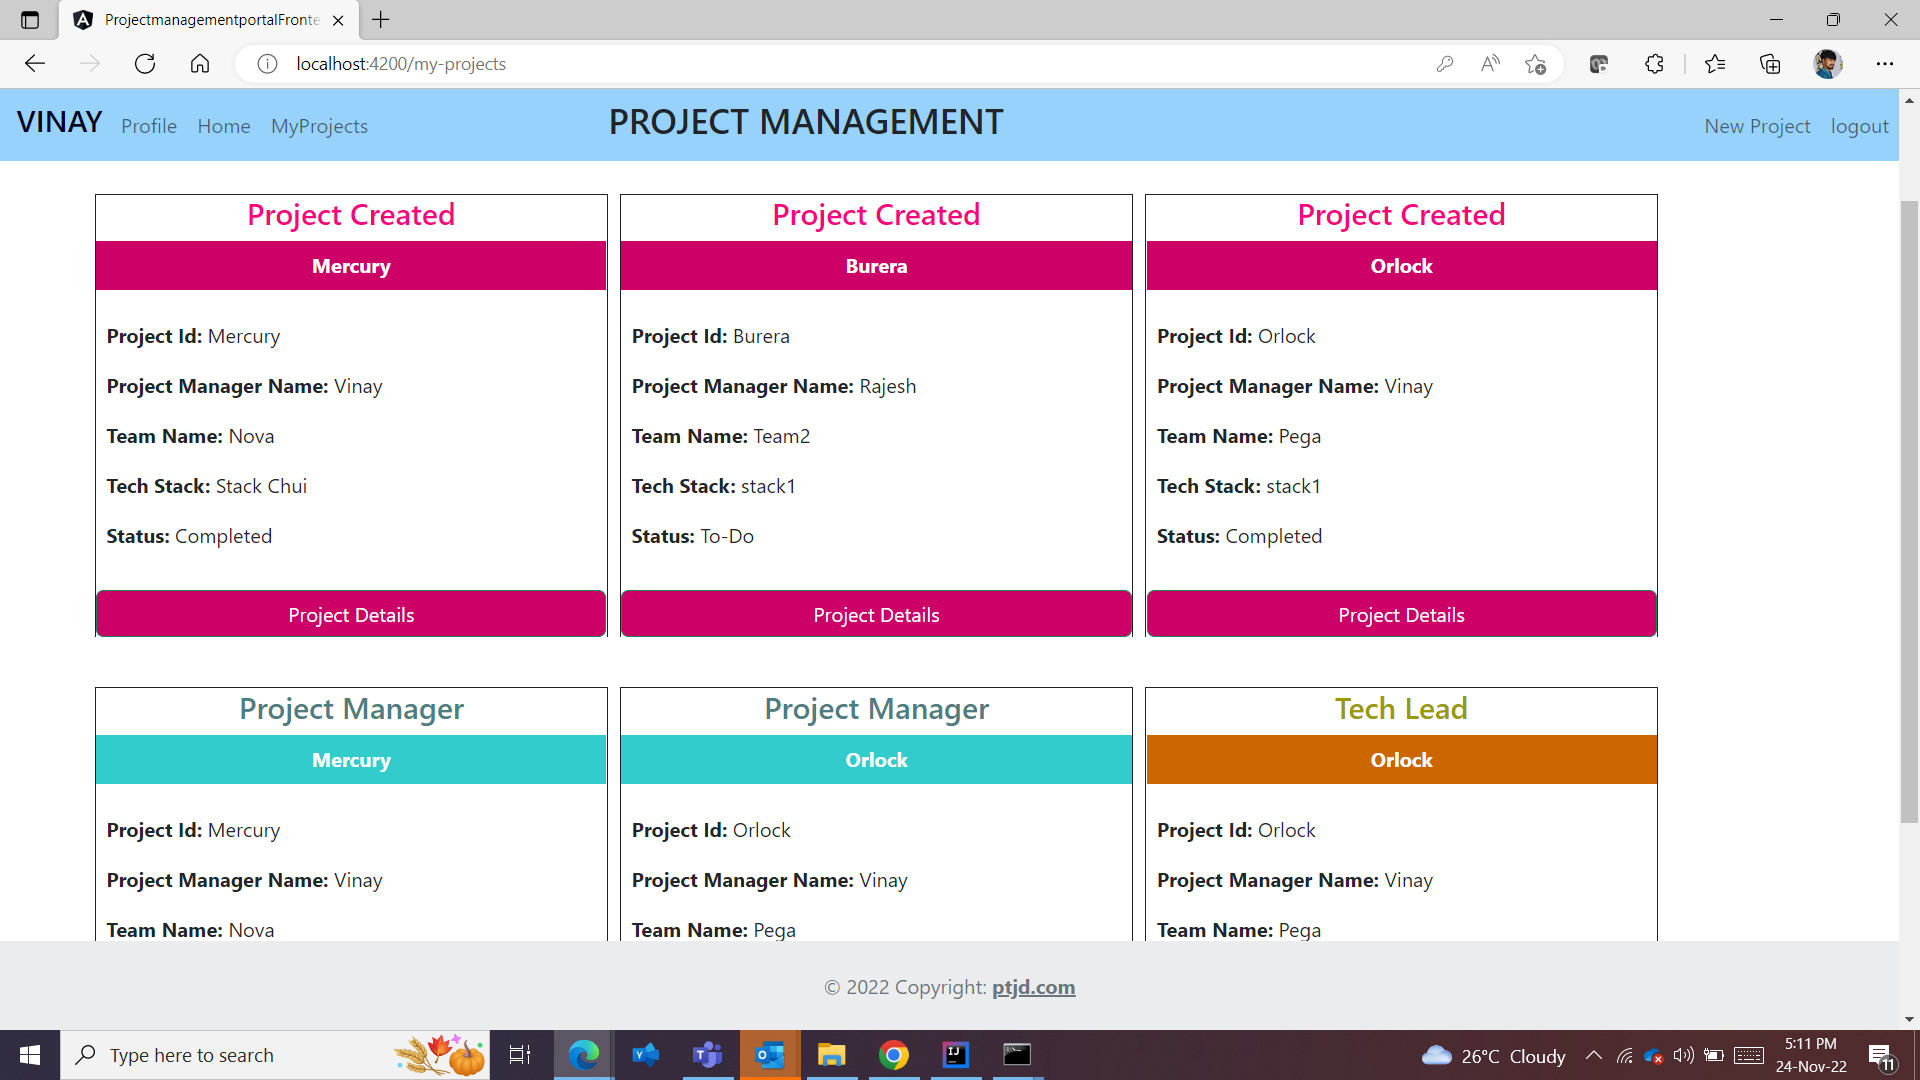 ProjectmanagementportalFronte
localhost:4200/my-projects
VINAY Profile Home MyProjects PROJECT MANAGEMENT New Project logout
Project Created Project Created Project Created
Mercury Burera Orlock
Project Id: Mercury Project Id: Burera Project Id: Orlock
Project Manager Name: Vinay Project Manager Name: Rajesh Project Manager Name: Vinay
Team Name: Nova Team Name: Team2 Team Name: Pega
Tech Stack: Stack Chui Tech Stack: stack1 Tech Stack: stack1
Status: Completed Status: To-Do Status: Completed
Project Details Project Details Project Details
Project Manager Project Manager Tech Lead
Mercury Orlock Orlock
Project Id: Mercury Project Id: Orlock Project Id: Orlock
Project Manager Name: Vinay Project Manager Name: Vinay Project Manager Name: Vinay
Team Name: Nova Team Name: Pega Team Name: Pega
© 2022 Copyright: ptjd.com
Type here to search 26°C Cloudy 5:11 PM
24-Nov-22 11